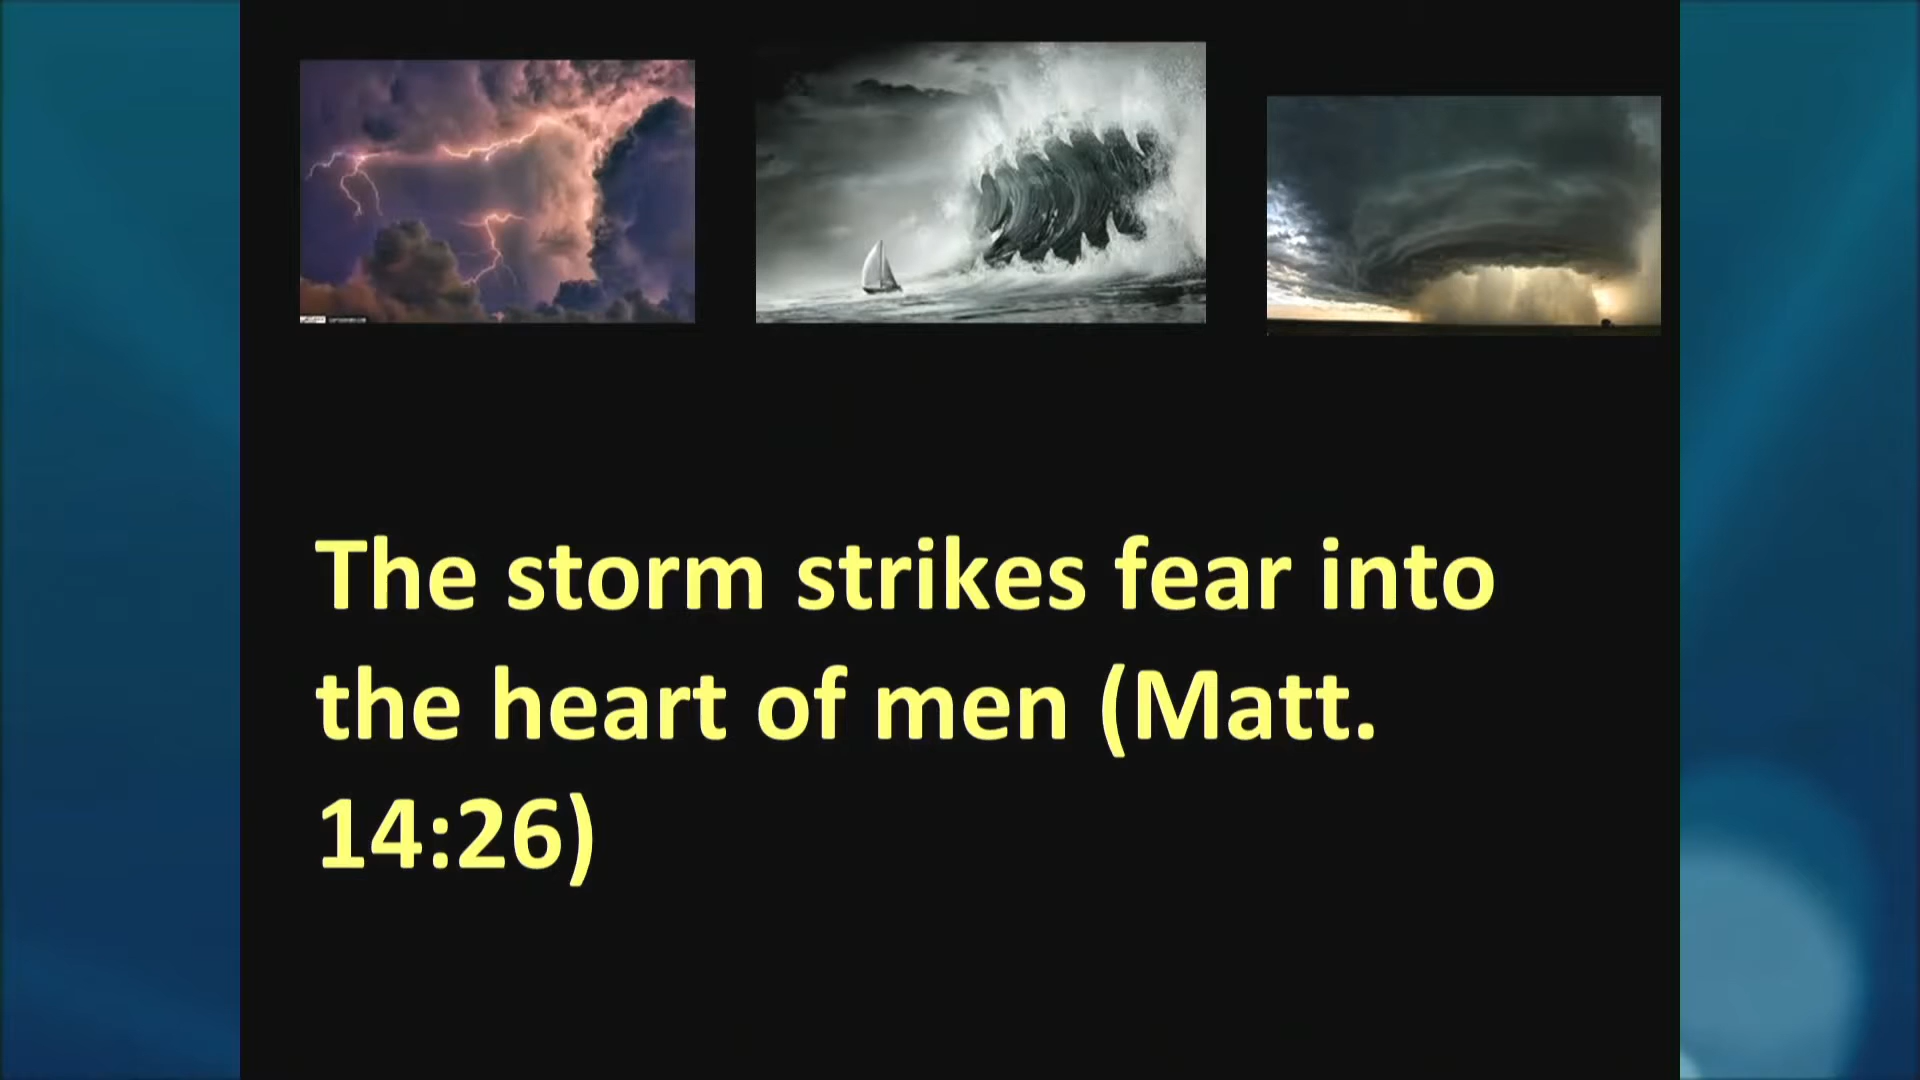 The storm strikes fear into
the heart of men (Matt.
14:26)